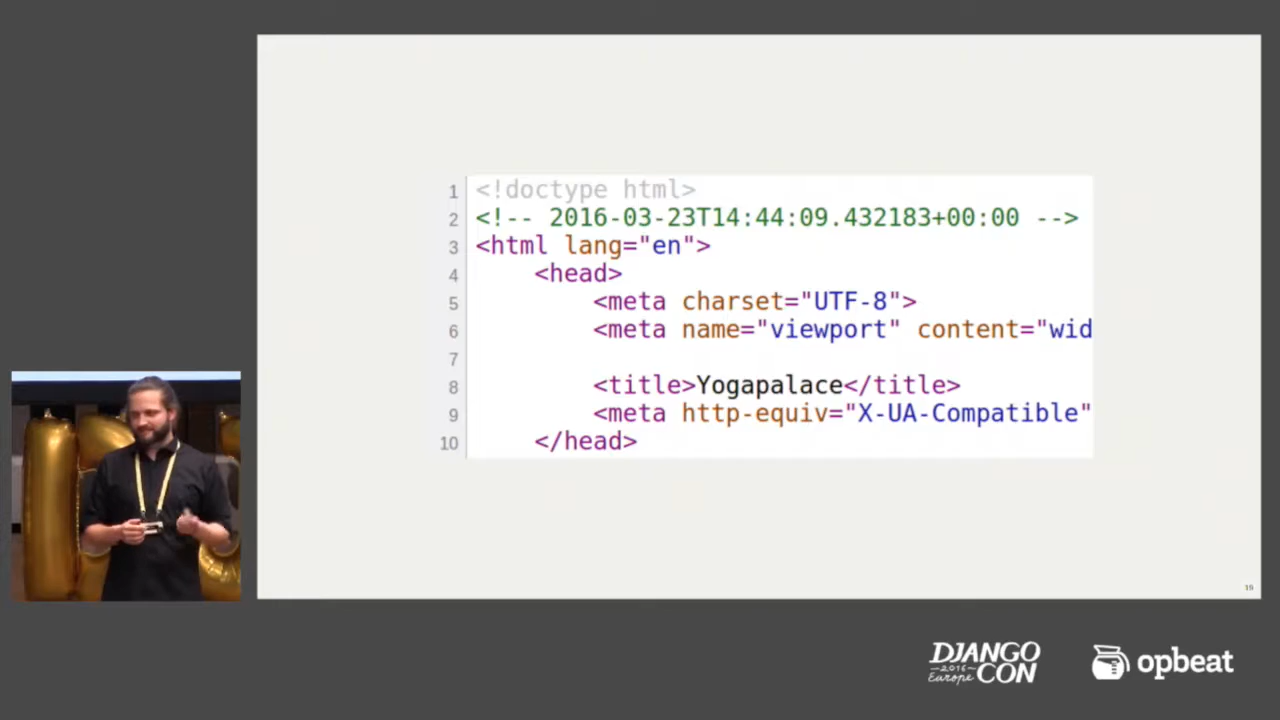 1 <!doctype html>
2 <!-- 2016-03-23T14:44:09.432183+00:00 -->
3 <html lang="en">
4 <head>
5 <meta charset="UTF-8">
6 <meta name="viewport" content="wid
7
8 <title>Yogapalace</title>
9 <meta http-equiv="X-UA-Compatible"
10 </head>
19
DJANGO
2016
Europe CON
opbeat